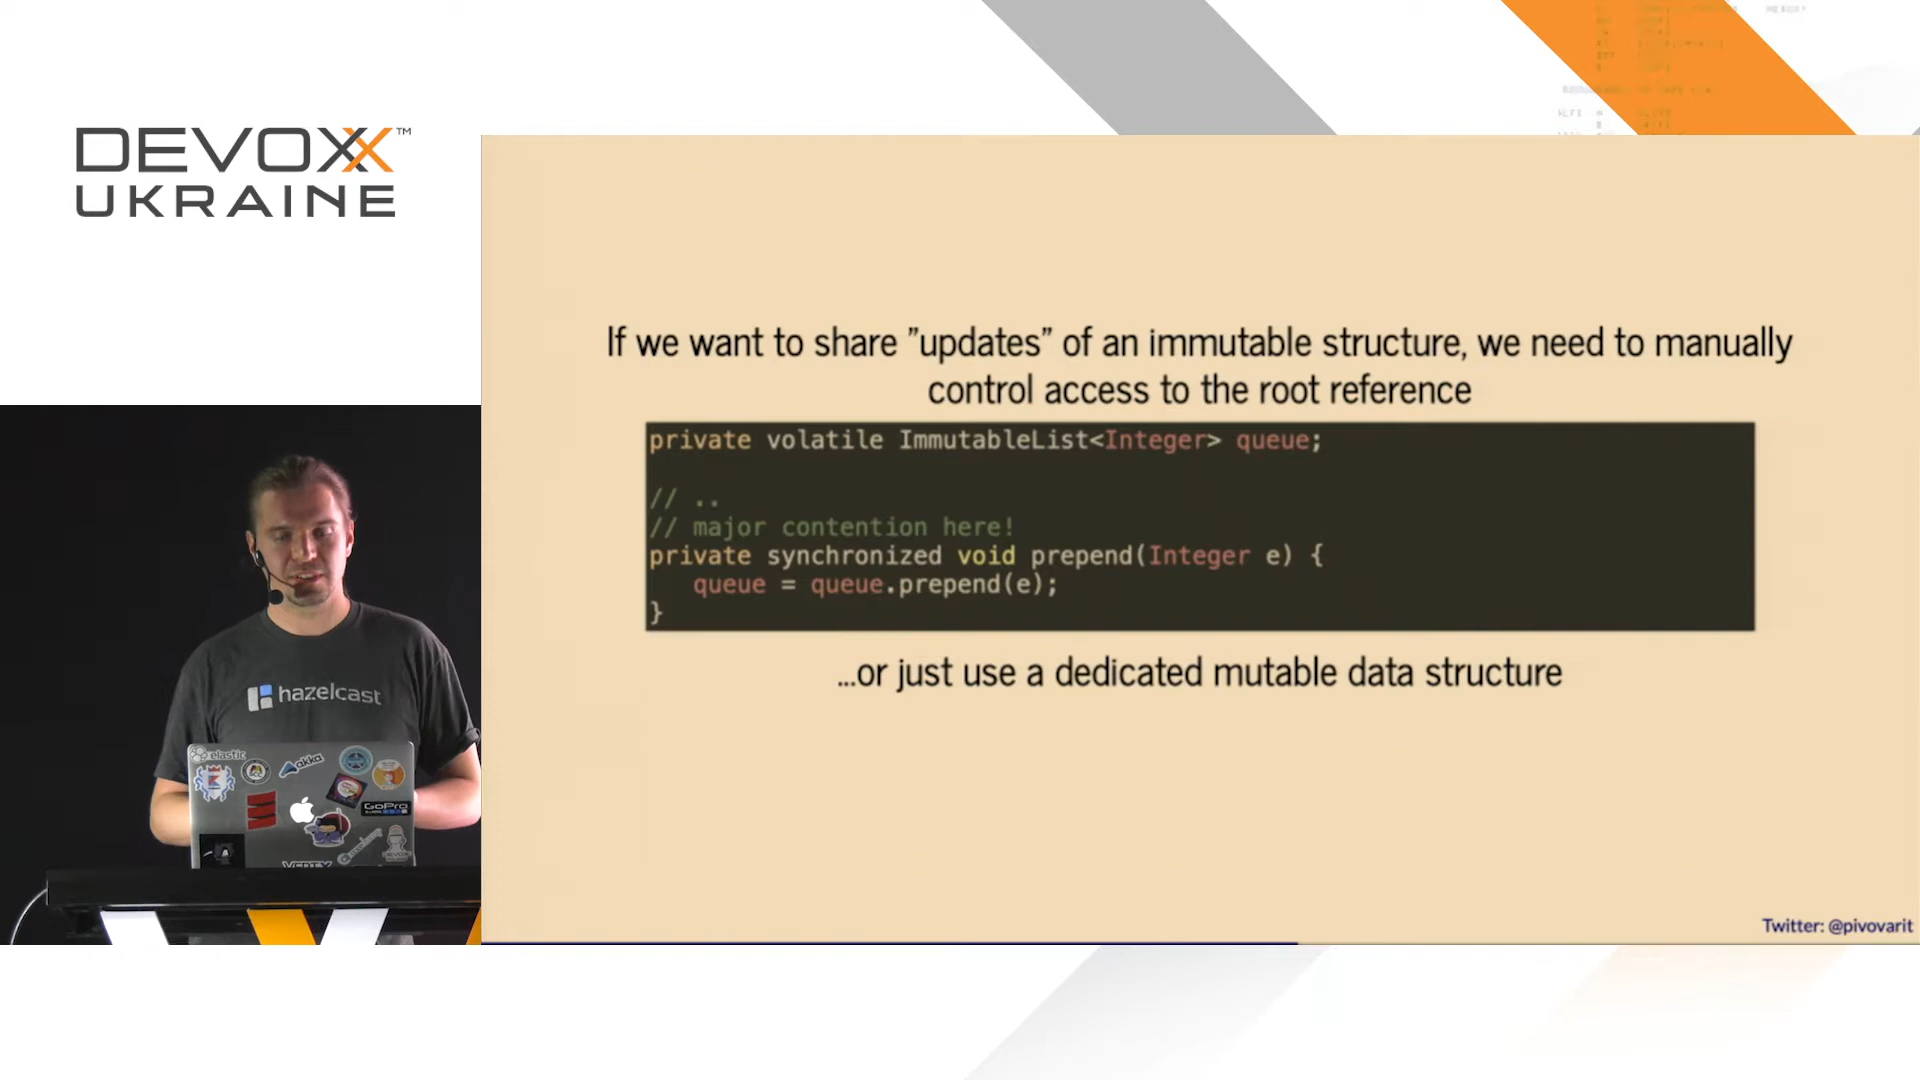 DEVOXX™
UKRAINE
If we want to share "updates" of an immutable structure, we need to manually
control access to the root reference
private volatile ImmutableList<Integer> queue;
// ..
// major contention here!
private synchronized void prepend(Integer e) {
queue = queue.prepend(e);
}
...or just use a dedicated mutable data structure
Twitter: @pivovarit
hazelcast
elastic
akka
GoPro
VERTX